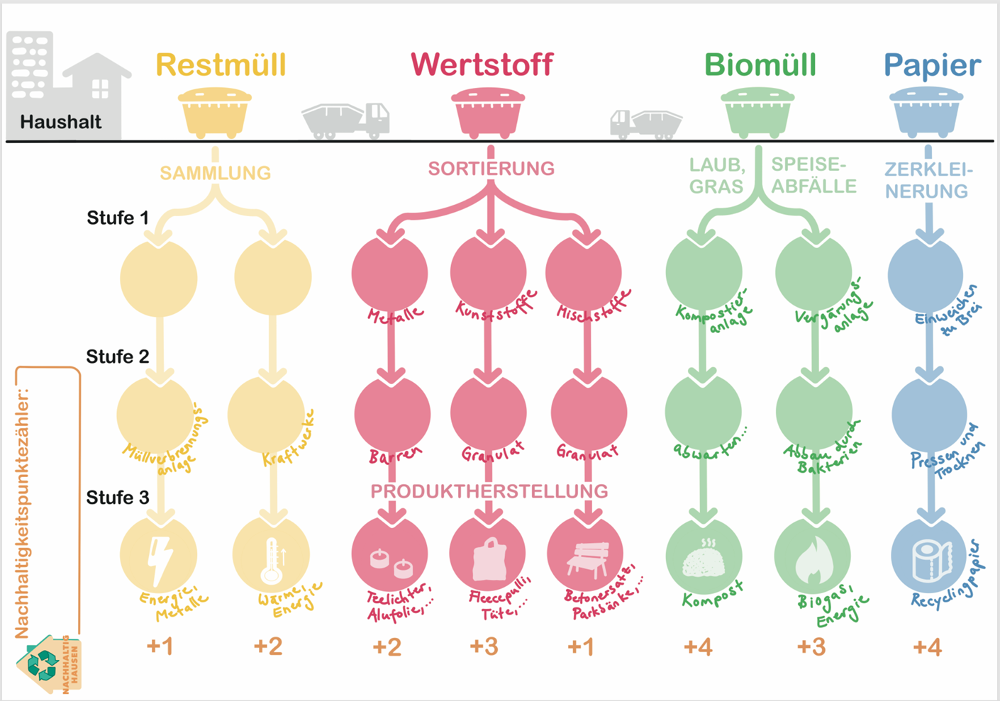 Restmüll
Wertstoff
Biomüll
Papier
Haushalt
SAMMLUNG
SORTIERUNG
LAUB,
GRAS
SPEISE-
ABFÄLLE
ZERKLEI-
NERUNG
Stufe 1
Metalle
Kunststoffe
Mischstoffe
Kompostier-
anlage
Vergärungs-
anlage
Einweichen
zu Brei
Stufe 2
Müllverbrennungs-
anlage
Kraftwerke
Barren
Granulat
Granulat
abwarten...
Abbau durch
Bakterien
Pressen und
Trocknen
PRODUKTHERSTELLUNG
Stufe 3
Energie,
Metalle
Wärme,
Energie
Teelichter,
Alufolie,...
Fleecepulli,
Tüte,...
Betonersatz,
Parkbänke,...
Kompost
Biogas,
Energie
Recyclingpapier
Nachhaltigkeitspunktezähler:
+1
+2
+2
+3
+1
+4
+3
+4
NACHHALTIG
HAUSEN